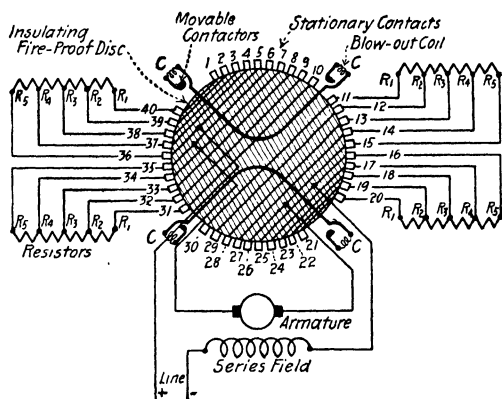 Insulating
Fire-Proof Disc
Movable
Contactors
Stationary Contacts
Blow-out Coil
C
C
1 2 3 4 5 6 7 8 9 10
R5 R4 R3 R2 R1
R1 R2 R3 R4 R5
40
39
38
37
36
35
34
33
32
31
11
12
13
14
15
16
17
18
19
20
R5 R4 R3 R2 R1
Resistors
R1 R2 R3 R4 R5
C
C
30 29 28 27 26 25 24 23 22 21
Armature
Series Field
Line
+ -